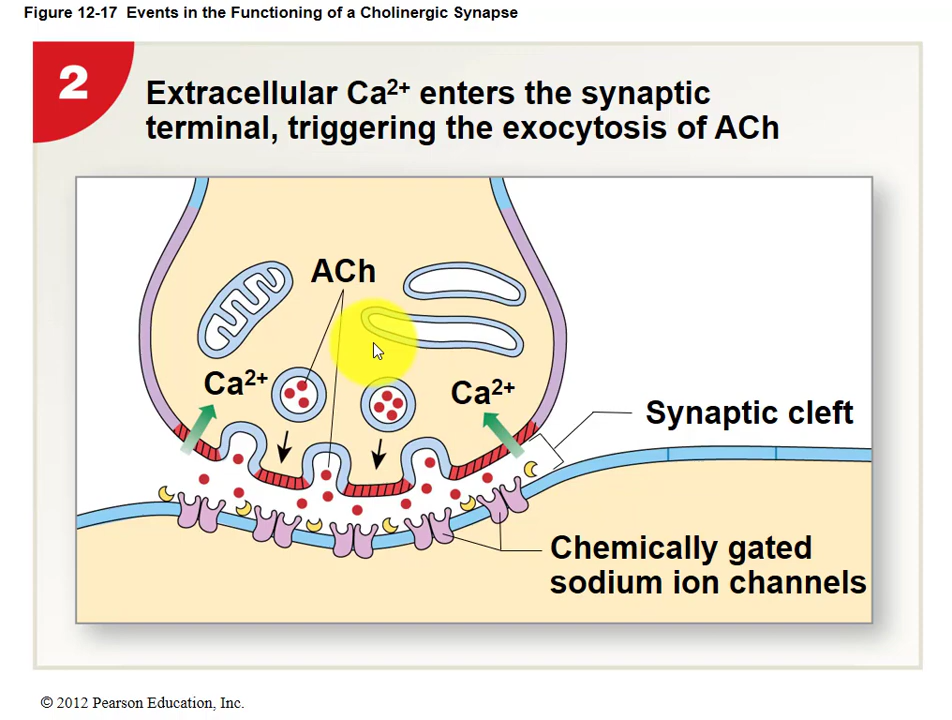 Figure 12-17 Events in the Functioning of a Cholinergic Synapse
2
Extracellular Ca²⁺ enters the synaptic
terminal, triggering the exocytosis of ACh
ACh
Ca²⁺
Ca²⁺
Synaptic cleft
Chemically gated
sodium ion channels
© 2012 Pearson Education, Inc.